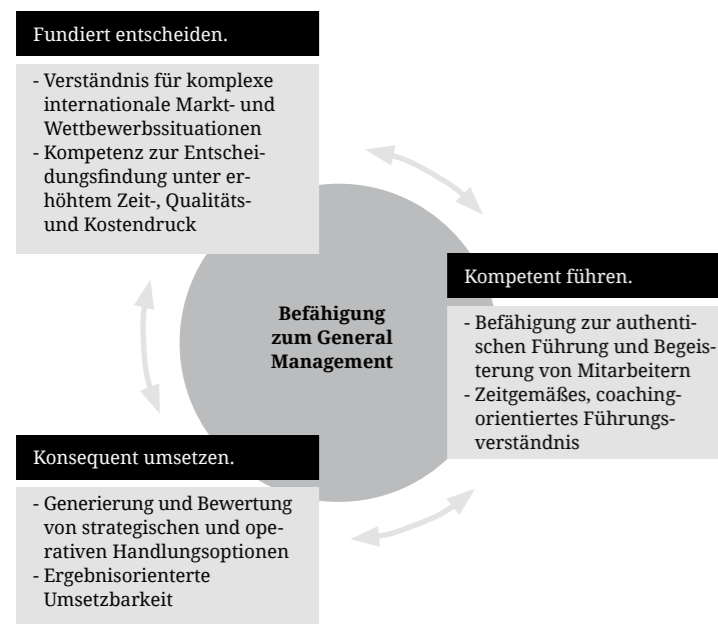 Fundiert entscheiden.
- Verständnis für komplexe
internationale Markt- und
Wettbewerbssituationen
- Kompetenz zur Entschei-
dungsfindung unter er-
höhtem Zeit-, Qualitäts-
und Kostendruck
Befähigung
zum General
Management
Kompetent führen.
- Befähigung zur authenti-
schen Führung und Begeis-
terung von Mitarbeitern
- Zeitgemäßes, coaching-
orientiertes Führungs-
verständnis
Konsequent umsetzen.
- Generierung und Bewertung
von strategischen und ope-
rativen Handlungsoptionen
- Ergebnisorienterte
Umsetzbarkeit